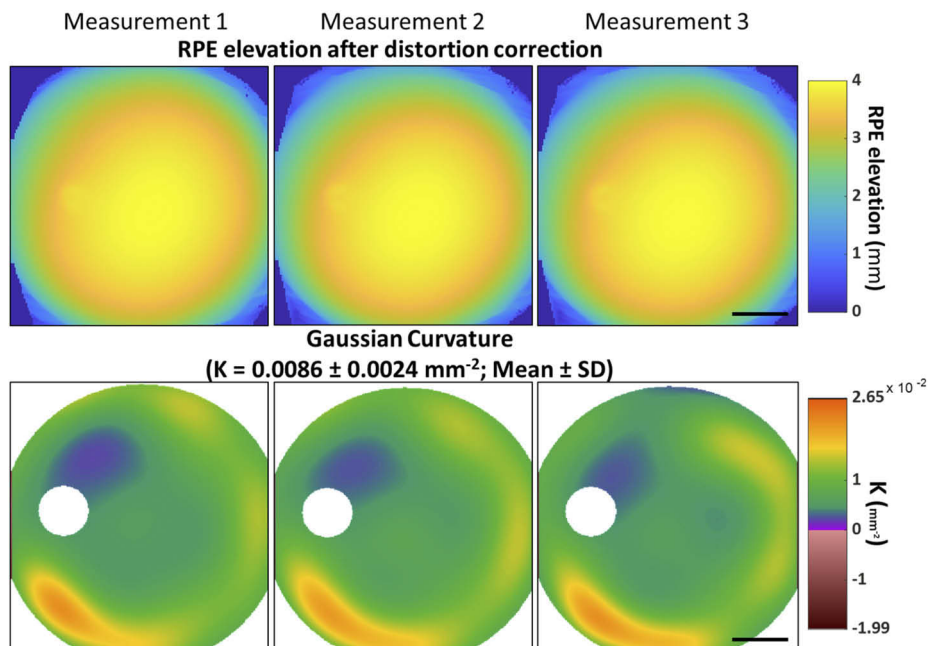 Measurement 1 Measurement 2 Measurement 3
RPE elevation after distortion correction
4
3
2
1
0
RPE elevation (mm)
Gaussian Curvature
(K = 0.0086 ± 0.0024 mm⁻²; Mean ± SD)
2.65 x 10⁻²
1
0
-1
-1.99
K (mm⁻²)